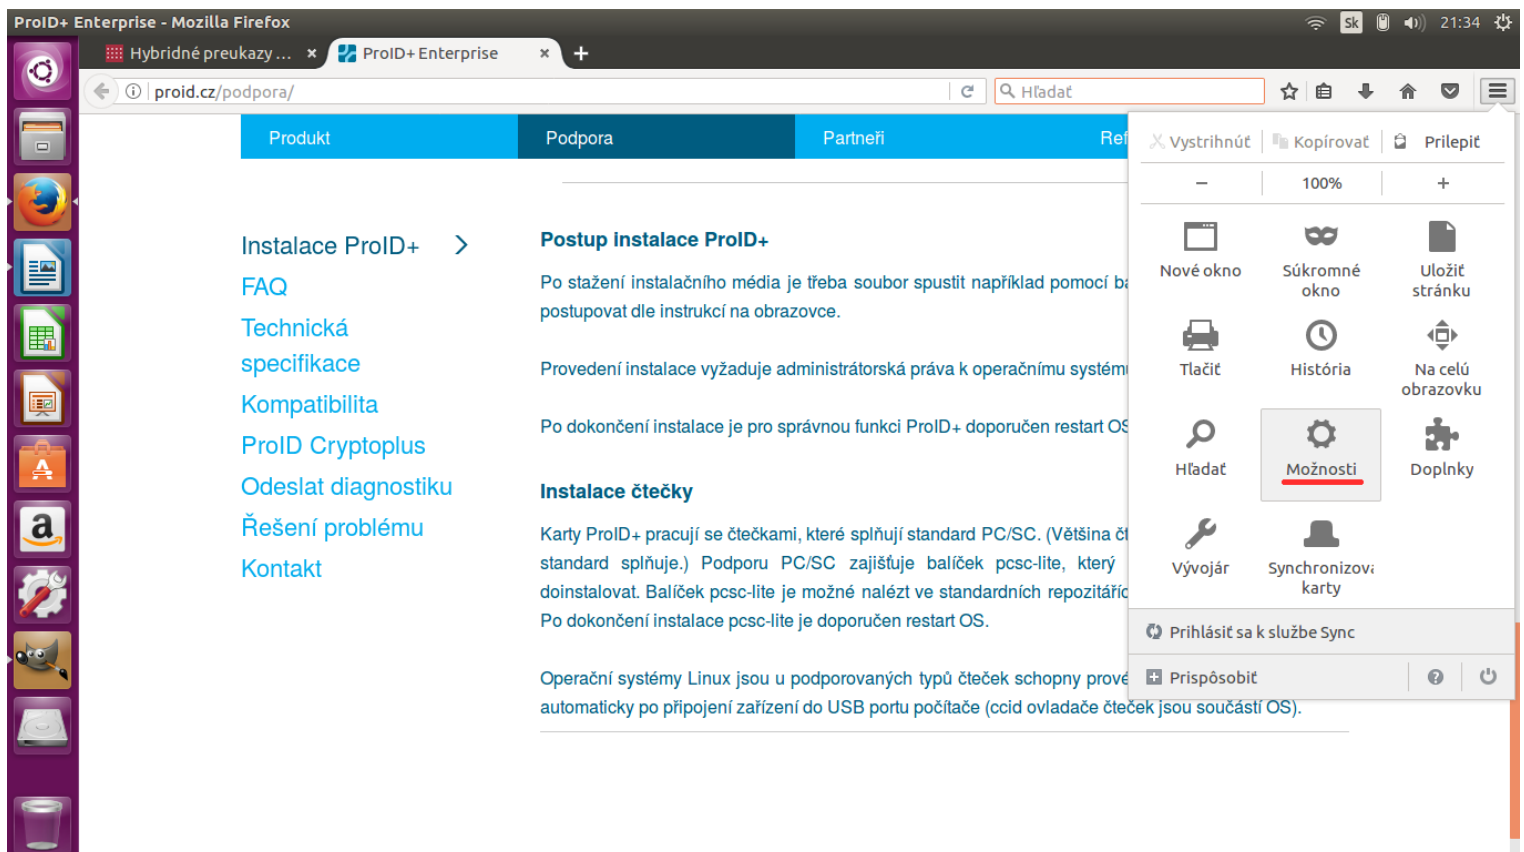 ProID+ Enterprise - Mozilla Firefox
Sk
21:34
Hybridné preukazy ...
ProID+ Enterprise
proid.cz/podpora/
Hľadať
Produkt
Podpora
Partneři
Ref
Instalace ProID+
FAQ
Technická
specifikace
Kompatibilita
ProID Cryptoplus
Odeslat diagnostiku
Řešení problému
Kontakt
Postup instalace ProID+
Po stažení instalačního média je třeba soubor spustit například pomocí
postupovat dle instrukcí na obrazovce.
Provedení instalace vyžaduje administrátorská práva k operačnímu
Po dokončení instalace je pro správnou funkci ProID+ doporučen restart OS
Instalace čtečky
Karty ProID+ pracují se čtečkami, které splňují standard PC/SC. (Většina
standard splňuje.) Podporu PC/SC zajišťuje balíček pcsc-lite, který
doinstalovat. Balíček pcsc-lite je možné nalézt ve standardních
Po dokončení instalace pcsc-lite je doporučen restart OS.
Operační systémy Linux jsou u podporovaných typů čteček schopny
automaticky po připojení zařízení do USB portu počítače (ccid ovladače čteček jsou součástí OS).
Vystrihnúť
Kopírovať
Prilepiť
− 100% +
Nové okno
Súkromné
okno
Uložiť
stránku
Tlačiť
História
Na celú
obrazovku
Hľadať
Možnosti
Doplnky
Vývojár
Synchronizova
karty
Prihlásiť sa k službe Sync
Prispôsobiť